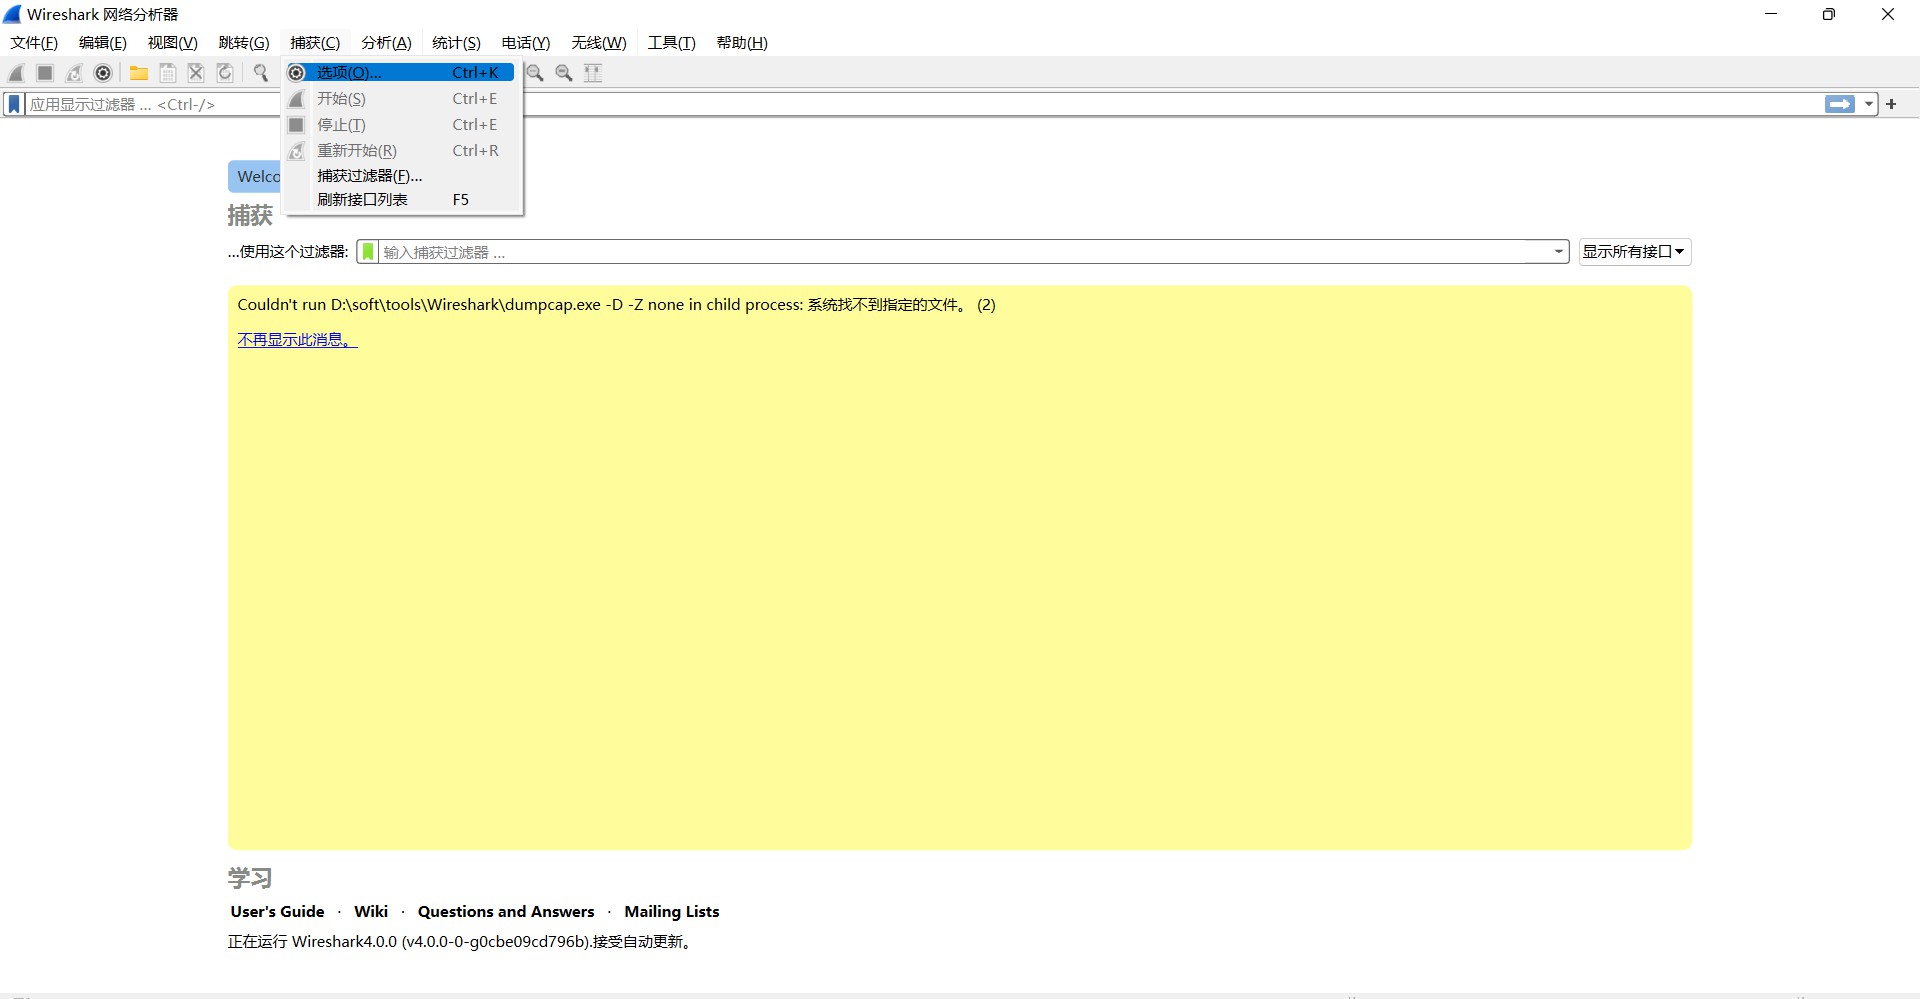 Wireshark 网络分析器
文件(F) 编辑(E) 视图(V) 跳转(G) 捕获(C) 分析(A) 统计(S) 电话(Y) 无线(W) 工具(T) 帮助(H)
选项(O)... Ctrl+K
开始(S) Ctrl+E
应用显示过滤器 … <Ctrl-/>
停止(T) Ctrl+E
重新开始(R) Ctrl+R
捕获过滤器(F)...
刷新接口列表 F5
Welco
捕获
…使用这个过滤器: 输入捕获过滤器 … 显示所有接口
Couldn't run D:\soft\tools\Wireshark\dumpcap.exe -D -Z none in child process: 系统找不到指定的文件。 (2)
不再显示此消息。
学习
User's Guide · Wiki · Questions and Answers · Mailing Lists
正在运行 Wireshark4.0.0 (v4.0.0-0-g0cbe09cd796b).接受自动更新。